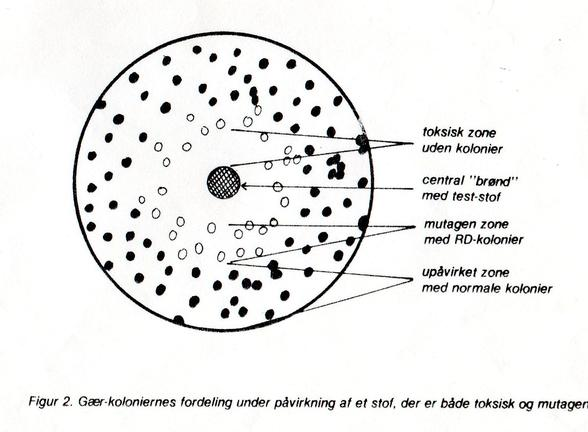 toksisk zone
uden kolonier
central "brønd"
med test-stof
mutagen zone
med RD-kolonier
upåvirket zone
med normale kolonier
Figur 2. Gær-koloniernes fordeling under påvirkning af et stof, der er både toksisk og mutagen